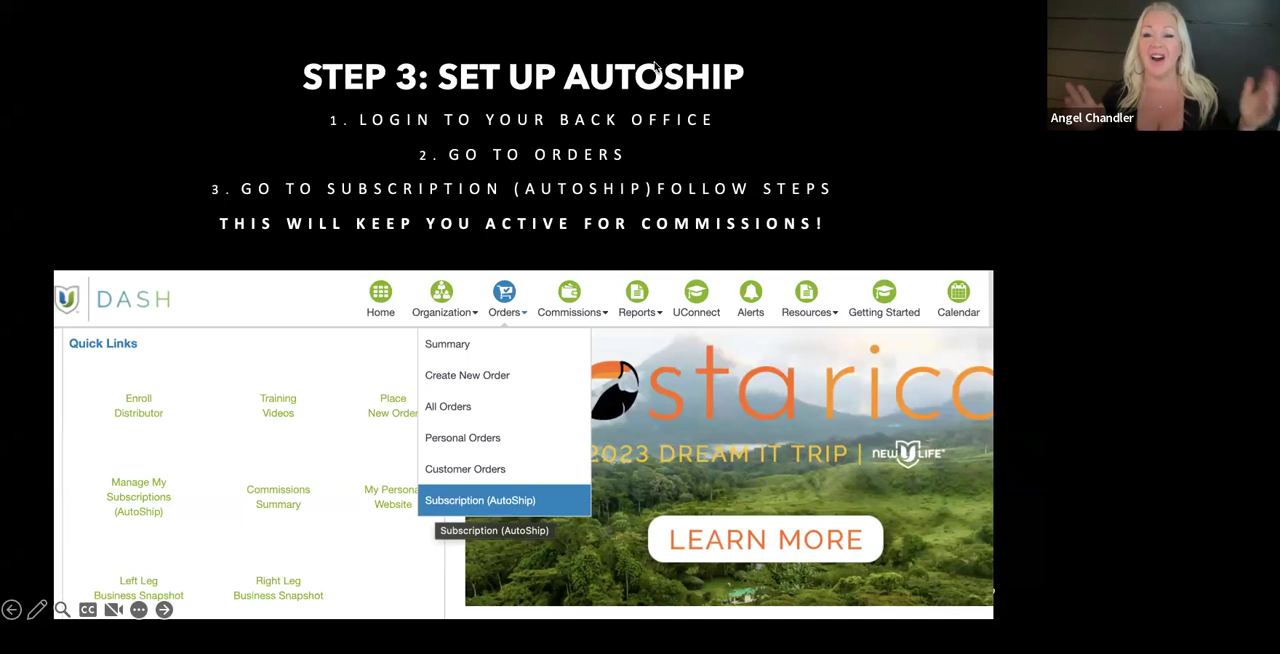 STEP 3: SET UP AUTOSHIP
1. LOGIN TO YOUR BACK OFFICE
2. GO TO ORDERS
3. GO TO SUBSCRIPTION (AUTOSHIP)FOLLOW STEPS
THIS WILL KEEP YOU ACTIVE FOR COMMISSIONS!
Angel Chandler
DASH
Home
Organization
Orders
Commissions
Reports
UConnect
Alerts
Resources
Getting Started
Calendar
Quick Links
Enroll
Distributor
Training
Videos
Place
New Order
Manage My
Subscriptions
(AutoShip)
Commissions
Summary
My Persona
Website
Left Leg
Business Snapshot
Right Leg
Business Snapshot
Summary
Create New Order
All Orders
Personal Orders
Customer Orders
Subscription (AutoShip)
Subscription (AutoShip)
ostarico
2023 DREAM IT TRIP |
NEW U LIFE
LEARN MORE
CC